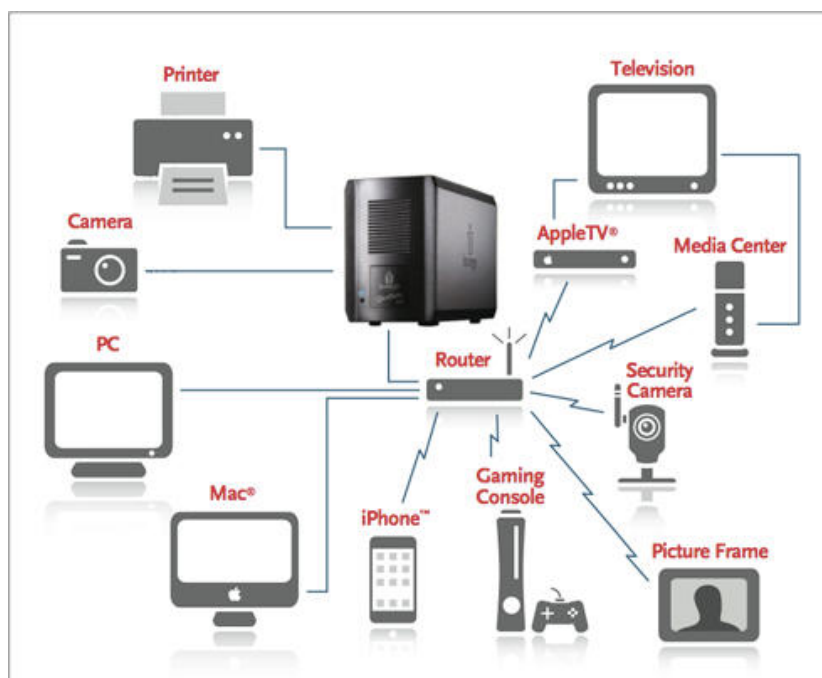 Printer
Television
Camera
AppleTV®
Media Center
PC
Router
Security
Camera
Mac®
iPhone™
Gaming
Console
Picture Frame